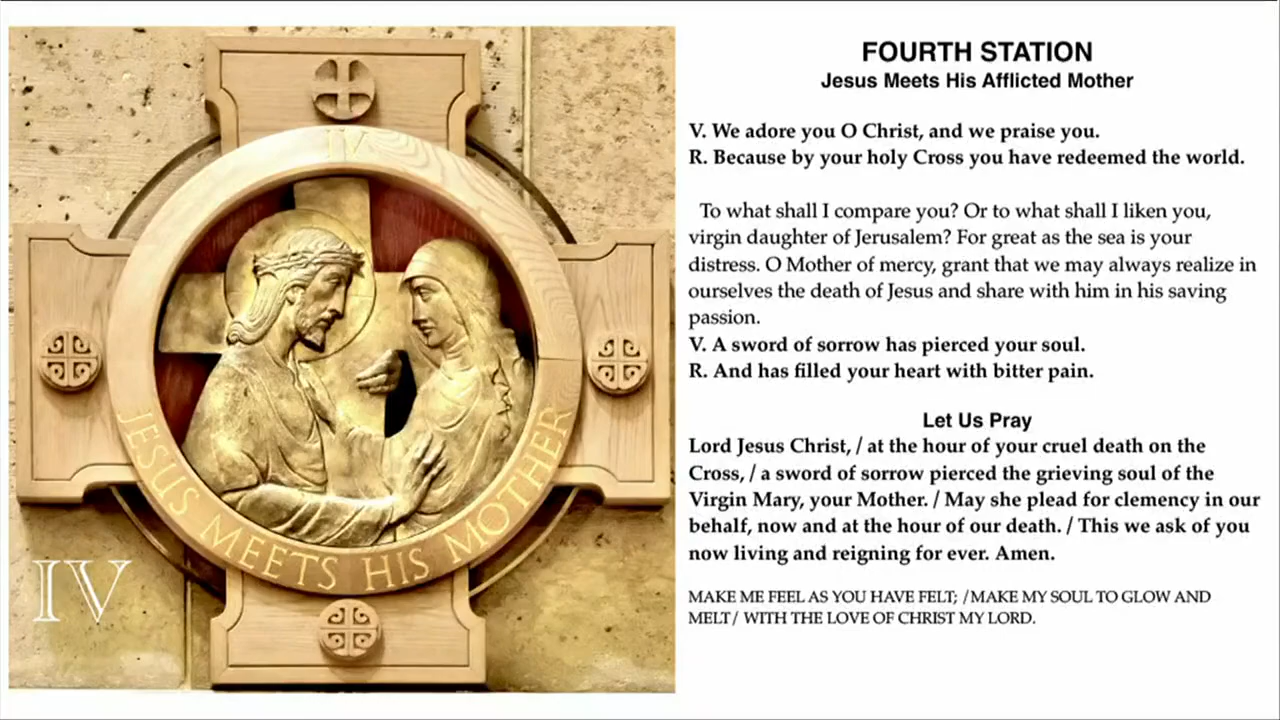 IV
JESUS MEETS HIS MOTHER
IV
FOURTH STATION
Jesus Meets His Afflicted Mother
V. We adore you O Christ, and we praise you.
R. Because by your holy Cross you have redeemed the world.
To what shall I compare you? Or to what shall I liken you,
virgin daughter of Jerusalem? For great as the sea is your
distress. O Mother of mercy, grant that we may always realize in
ourselves the death of Jesus and share with him in his saving
passion.
V. A sword of sorrow has pierced your soul.
R. And has filled your heart with bitter pain.
Let Us Pray
Lord Jesus Christ, / at the hour of your cruel death on the
Cross, / a sword of sorrow pierced the grieving soul of the
Virgin Mary, your Mother. / May she plead for clemency in our
behalf, now and at the hour of our death. / This we ask of you
now living and reigning for ever. Amen.
MAKE ME FEEL AS YOU HAVE FELT; /MAKE MY SOUL TO GLOW AND
MELT/ WITH THE LOVE OF CHRIST MY LORD.